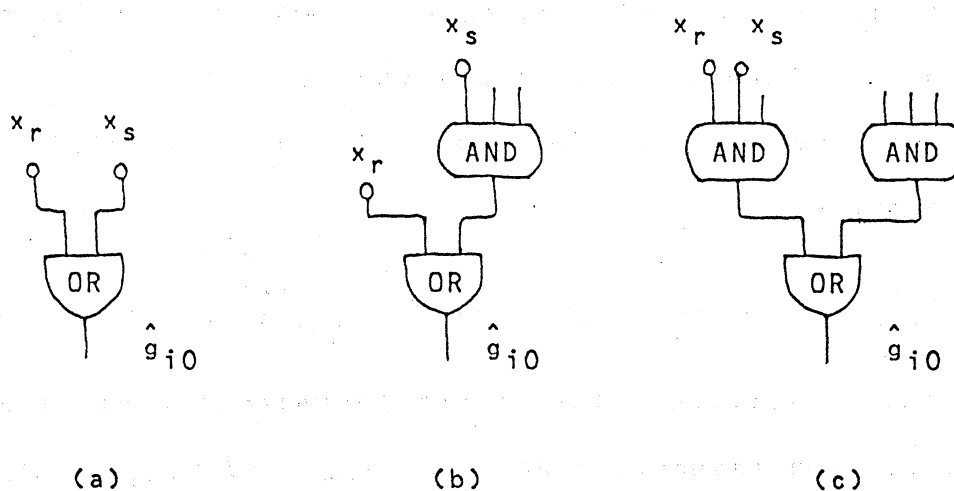 x_s
x_r x_s
x_r x_s
AND
AND
AND
x_r
OR
OR
OR
ĝ_i0
ĝ_i0
ĝ_i0
(a)
(b)
(c)